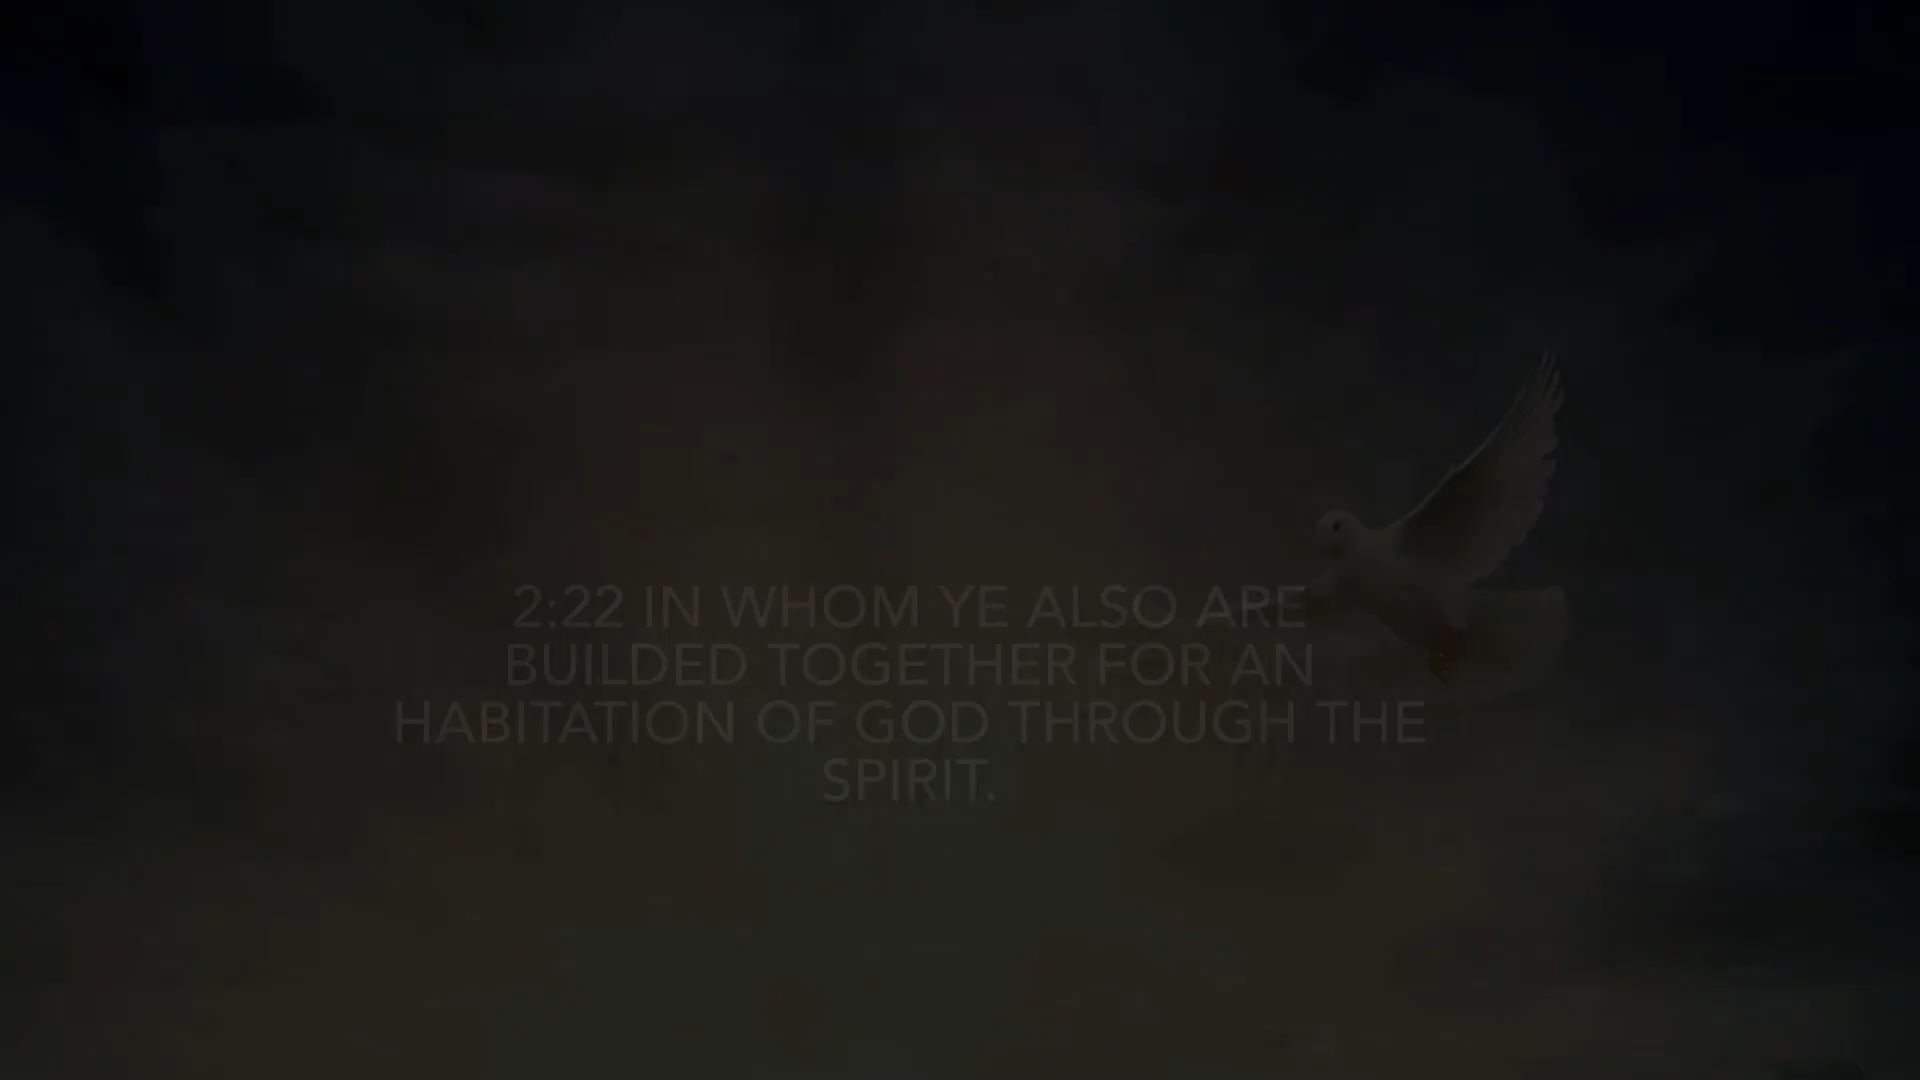 2:22 IN WHOM YE ALSO ARE
BUILDED TOGETHER FOR AN
HABITATION OF GOD THROUGH THE
SPIRIT.